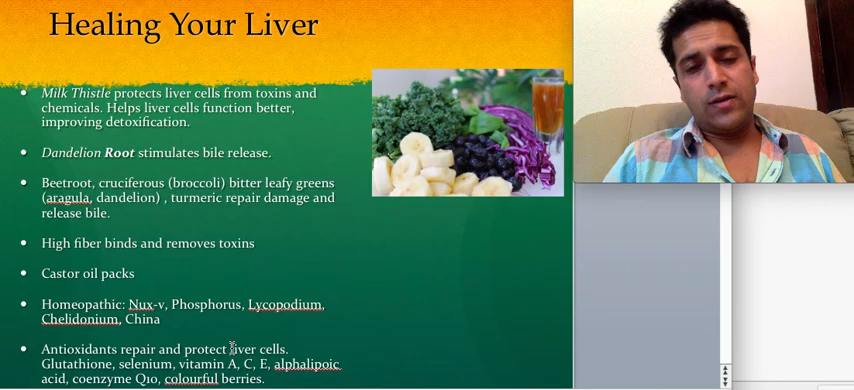 Healing Your Liver
Milk Thistle protects liver cells from toxins and
chemicals. Helps liver cells function better,
improving detoxification.
Dandelion Root stimulates bile release.
Beetroot, cruciferous (broccoli) bitter leafy greens
(aragula, dandelion) , turmeric repair damage and
release bile.
High fiber binds and removes toxins
Castor oil packs
Homeopathic: Nux-v, Phosphorus, Lycopodium,
Chelidonium, China
Antioxidants repair and protect liver cells.
Glutathione, selenium, vitamin A, C, E, alphalipoic
acid, coenzyme Q10, colourful berries.